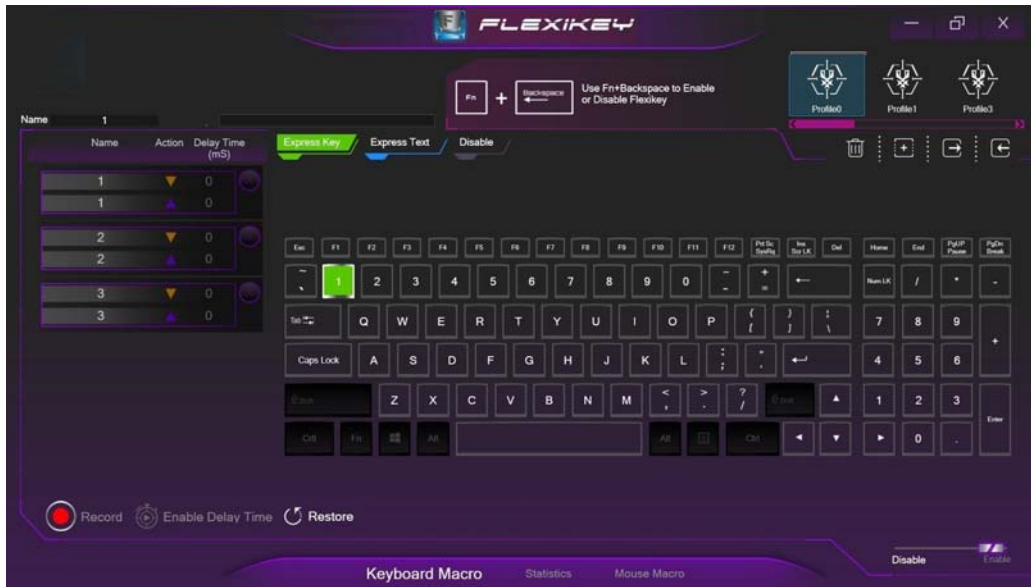 FLEXIKEY
Fn + Backspace Use Fn+Backspace to Enable
or Disable Flexikey
Profile0 Profile1 Profile3
Name 1
Name Action Delay Time
(mS)
Express Key Express Text Disable
1 0
1 0
2 0
2 0
3 0
3 0
Esc F1 F2 F3 F4 F5 F6 F7 F8 F9 F10 F11 F12 Prt Sc Ins Del Home End PgUP PgDn
SysRq Scr LK Pause Break
~ 1 2 3 4 5 6 7 8 9 0 - + Num LK / * -
` - =
Tab Q W E R T Y U I O P { } | 7 8 9 +
[ ] \
Caps Lock A S D F G H J K L : " 4 5 6
; '
Z X C V B N M < > ? 1 2 3 Enter
, . /
Fn Alt Alt Ctrl 0 .
Record Enable Delay Time Restore
Disable Enable
Keyboard Macro Statistics Mouse Macro